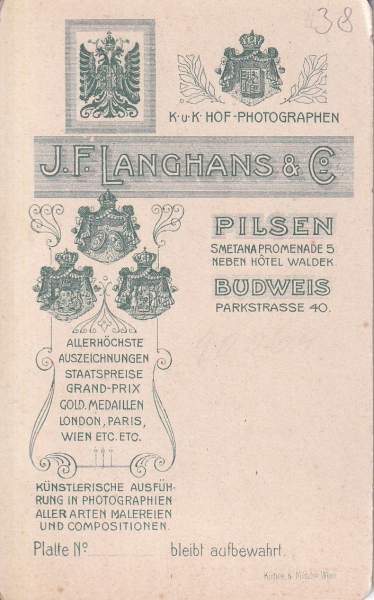 38
K.u.K. HOF-PHOTOGRAPHEN
J. F. LANGHANS & Co.
PILSEN
SMETANAPROMENADE 5
NEBEN HÔTEL WALDEK
BUDWEIS
PARKSTRASSE 40.
ALLERHÖCHSTE
AUSZEICHNUNGEN
STAATSPREISE
GRAND-PRIX
GOLD. MEDAILLEN
LONDON, PARIS,
WIEN ETC. ETC.
KÜNSTLERISCHE AUSFÜH-
RUNG IN PHOTOGRAPHIEN
ALLER ARTEN MALEREIEN
UND COMPOSITIONEN.
Platte No bleibt aufbewahrt.
Wien